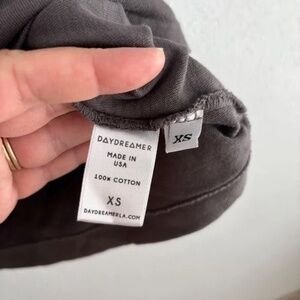 DAYDREAMER
MADE IN
USA
100% COTTON
XS
DAYDREAMERLA.COM
XS